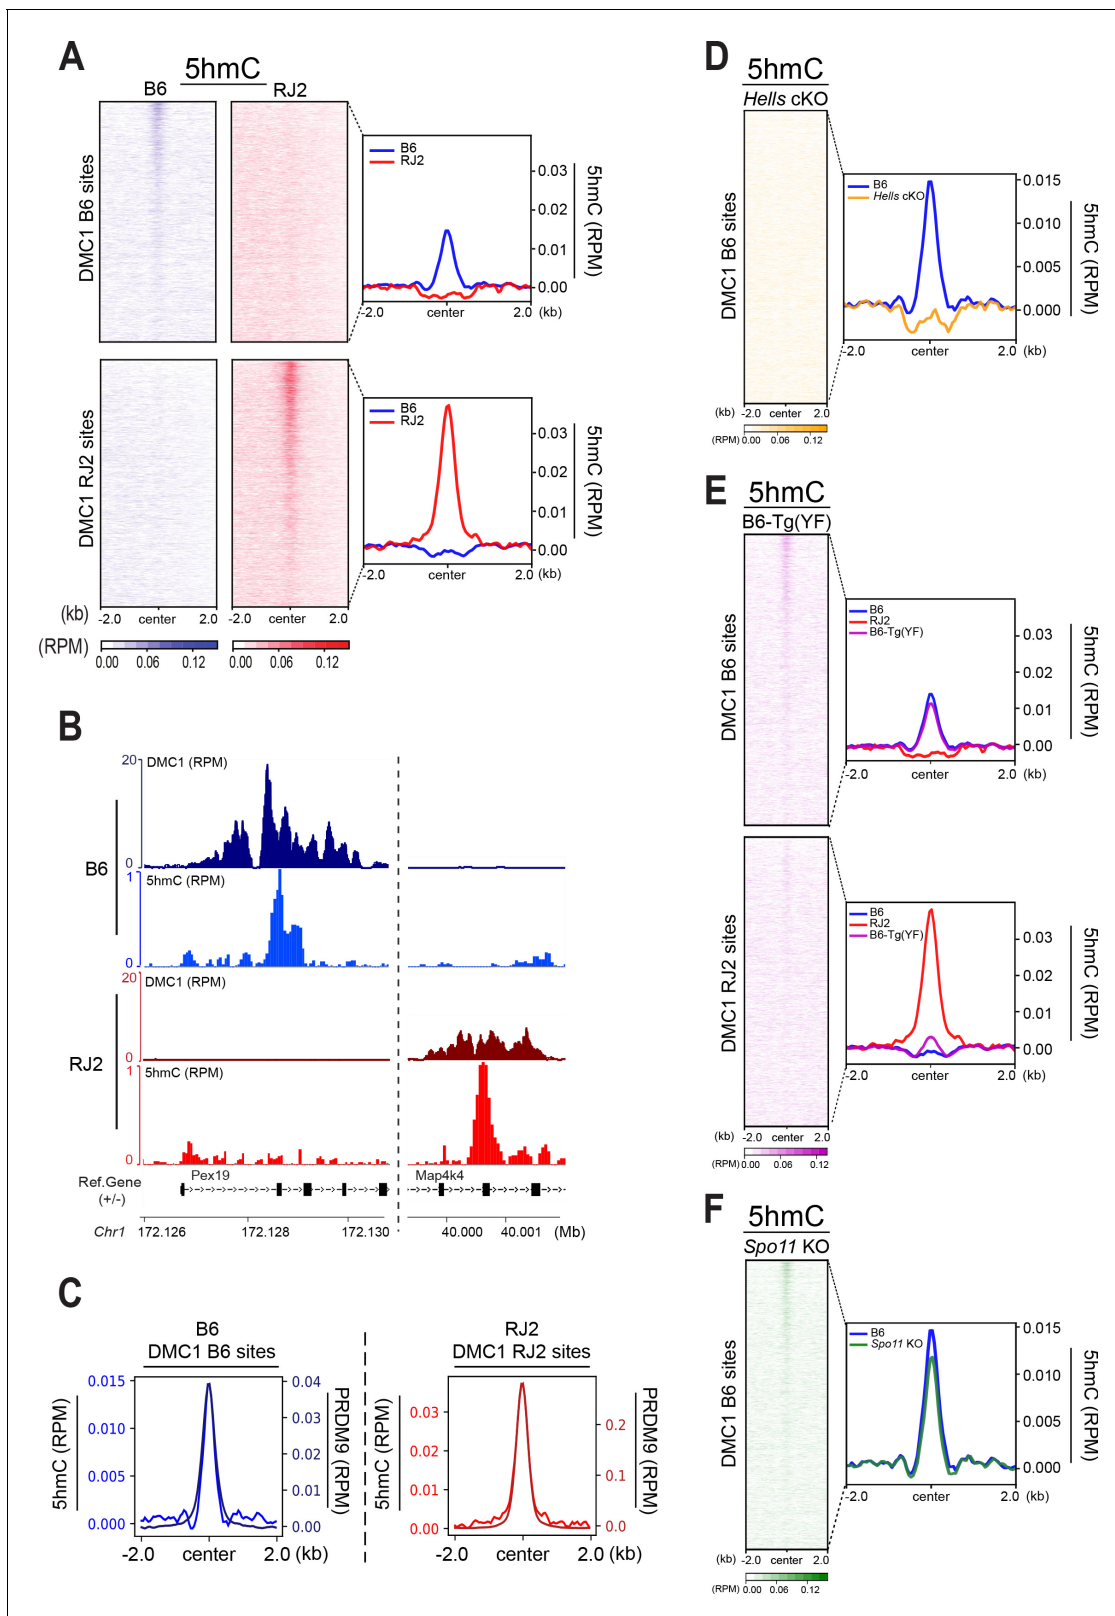 A
5hmC
B6
RJ2
DMC1 B6 sites
B6
RJ2
0.03
0.02
0.01
0.00
5hmC (RPM)
-2.0 center 2.0 (kb)
DMC1 RJ2 sites
B6
RJ2
0.03
0.02
0.01
0.00
5hmC (RPM)
-2.0 center 2.0 (kb)
(kb) -2.0 center 2.0 -2.0 center 2.0
(RPM) 0.00 0.06 0.12 0.00 0.06 0.12
B
B6
20
DMC1 (RPM)
0
1
5hmC (RPM)
0
RJ2
20
DMC1 (RPM)
0
1
5hmC (RPM)
0
Ref.Gene
(+/-)
Pex19
Map4k4
Chr1 172.126 172.128 172.130 40.000 40.001 (Mb)
C
B6
DMC1 B6 sites
5hmC (RPM)
0.015
0.010
0.005
0.000
0.04
0.03
0.02
0.01
0.00
PRDM9 (RPM)
-2.0 center 2.0 (kb)
RJ2
DMC1 RJ2 sites
5hmC (RPM)
0.03
0.02
0.01
0.00
0.2
0.1
0.0
PRDM9 (RPM)
-2.0 center 2.0 (kb)
D
5hmC
Hells cKO
DMC1 B6 sites
B6
Hells cKO
0.015
0.010
0.005
0.000
5hmC (RPM)
-2.0 center 2.0 (kb)
(kb) -2.0 center 2.0
(RPM) 0.00 0.06 0.12
E
5hmC
B6-Tg(YF)
DMC1 B6 sites
B6
RJ2
B6-Tg(YF)
0.03
0.02
0.01
0.00
5hmC (RPM)
-2.0 center 2.0 (kb)
DMC1 RJ2 sites
B6
RJ2
B6-Tg(YF)
0.03
0.02
0.01
0.00
5hmC (RPM)
-2.0 center 2.0 (kb)
(kb) -2.0 center 2.0
(RPM) 0.00 0.06 0.12
F
5hmC
Spo11 KO
DMC1 B6 sites
B6
Spo11 KO
0.015
0.010
0.005
0.000
5hmC (RPM)
-2.0 center 2.0 (kb)
(kb) -2.0 center 2.0
(RPM) 0.00 0.06 0.12